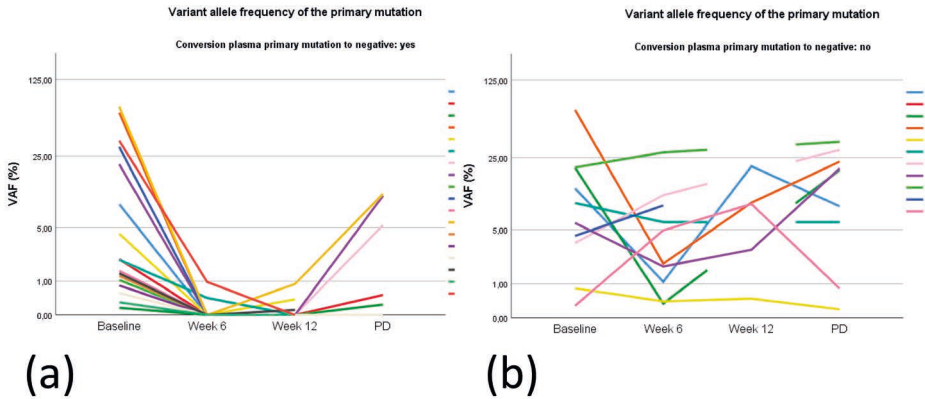 Variant allele frequency of the primary mutation
Conversion plasma primary mutation to negative: yes
VAF (%)
125,00
25,00
5,00
1,00
0,00
Baseline
Week 6
Week 12
PD
(a)
Variant allele frequency of the primary mutation
Conversion plasma primary mutation to negative: no
VAF (%)
125,00
25,00
5,00
1,00
0,00
Baseline
Week 6
Week 12
PD
(b)